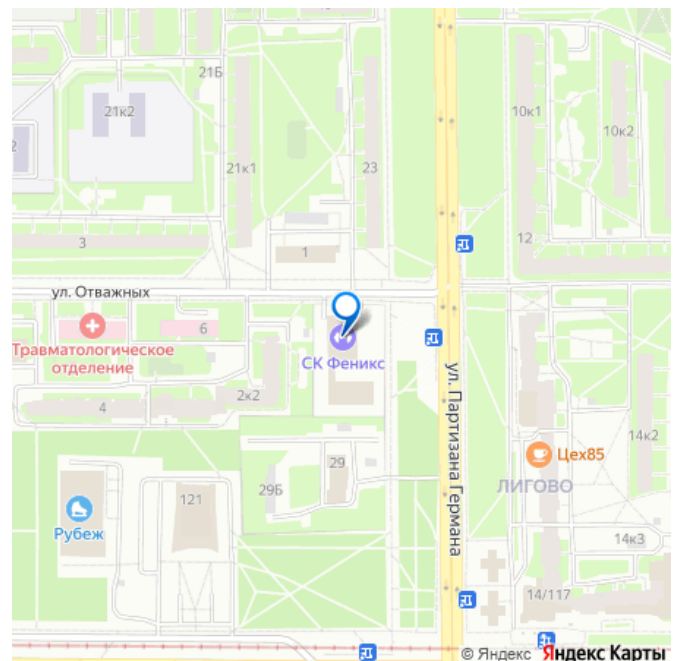 21Б
21к2
10к1
10к2
2
21к1
23
12
3
1
ул. Отважных
6
Травматологическое
отделение
СК Феникс
2к2
4
ул. Партизана Германа
14к2
Цех85
29
29Б
ЛИГОВО
121
Рубеж
14к3
14/117
© Яндекс Яндекс Карты